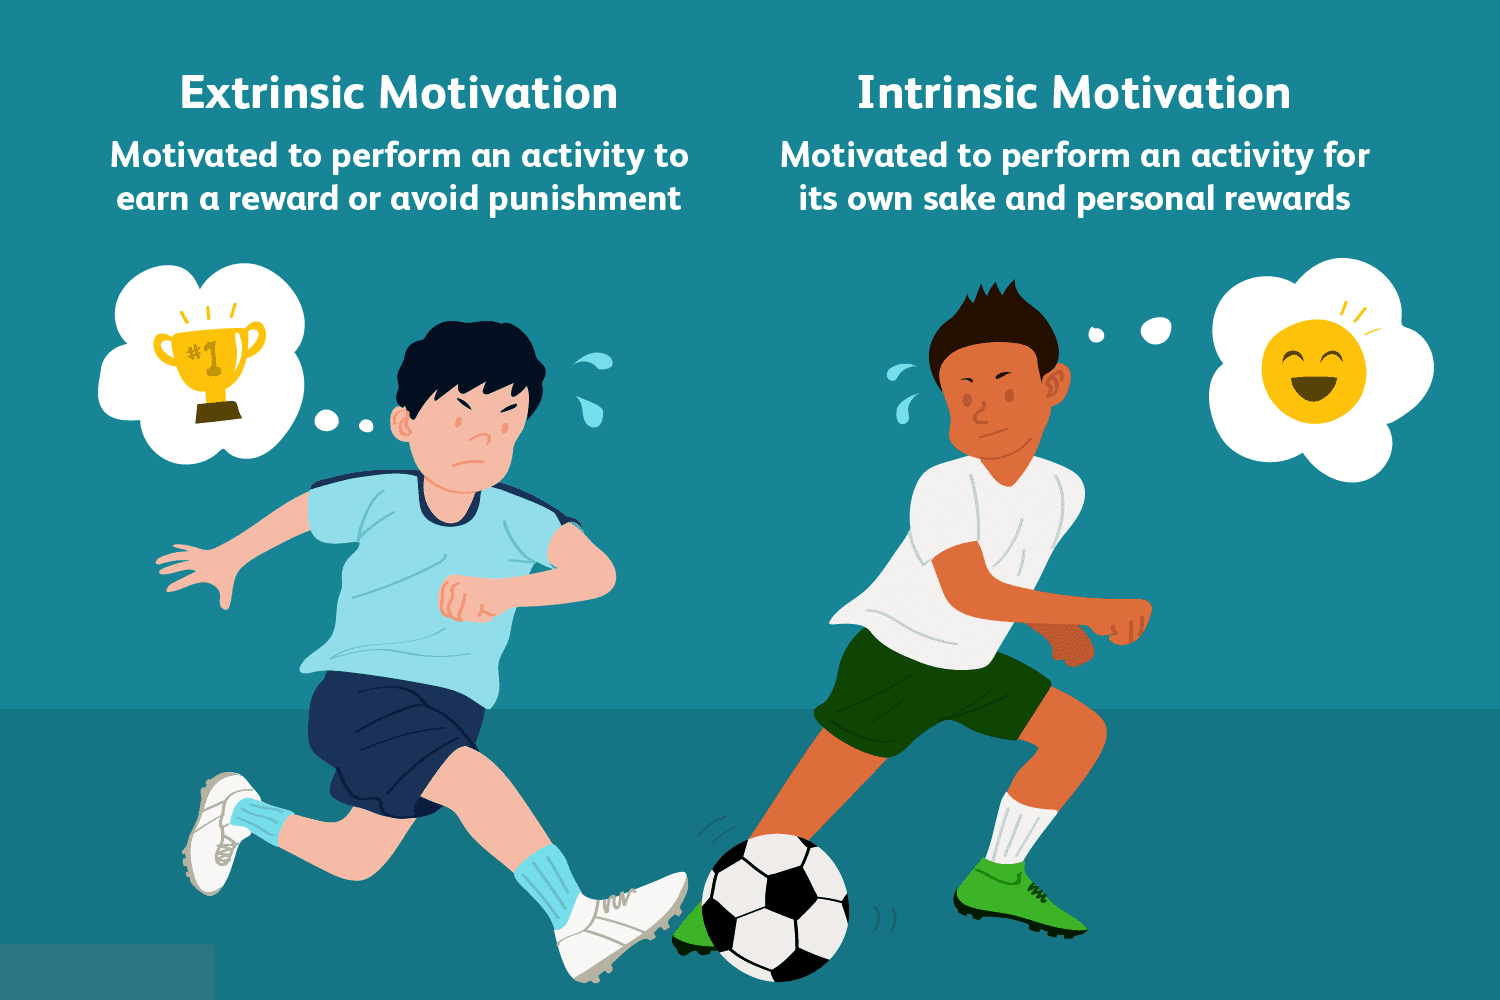 Extrinsic Motivation
Motivated to perform an activity to
earn a reward or avoid punishment
Intrinsic Motivation
Motivated to perform an activity for
its own sake and personal rewards
#1